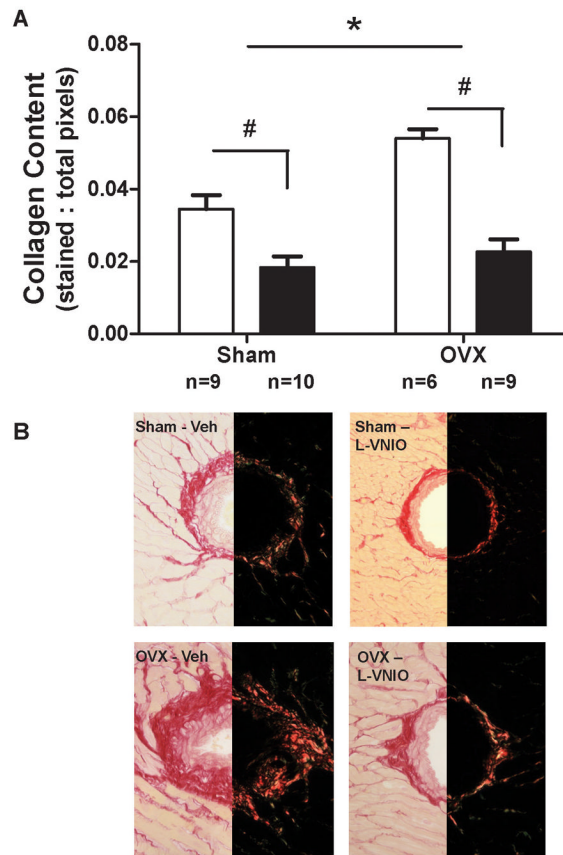 A
Collagen Content
(stained : total pixels)
0.08
0.06
0.04
0.02
0.00
*
#
#
Sham
OVX
n=9
n=10
n=6
n=9
B
Sham - Veh
Sham –
L-VNIO
OVX - Veh
OVX –
L-VNIO